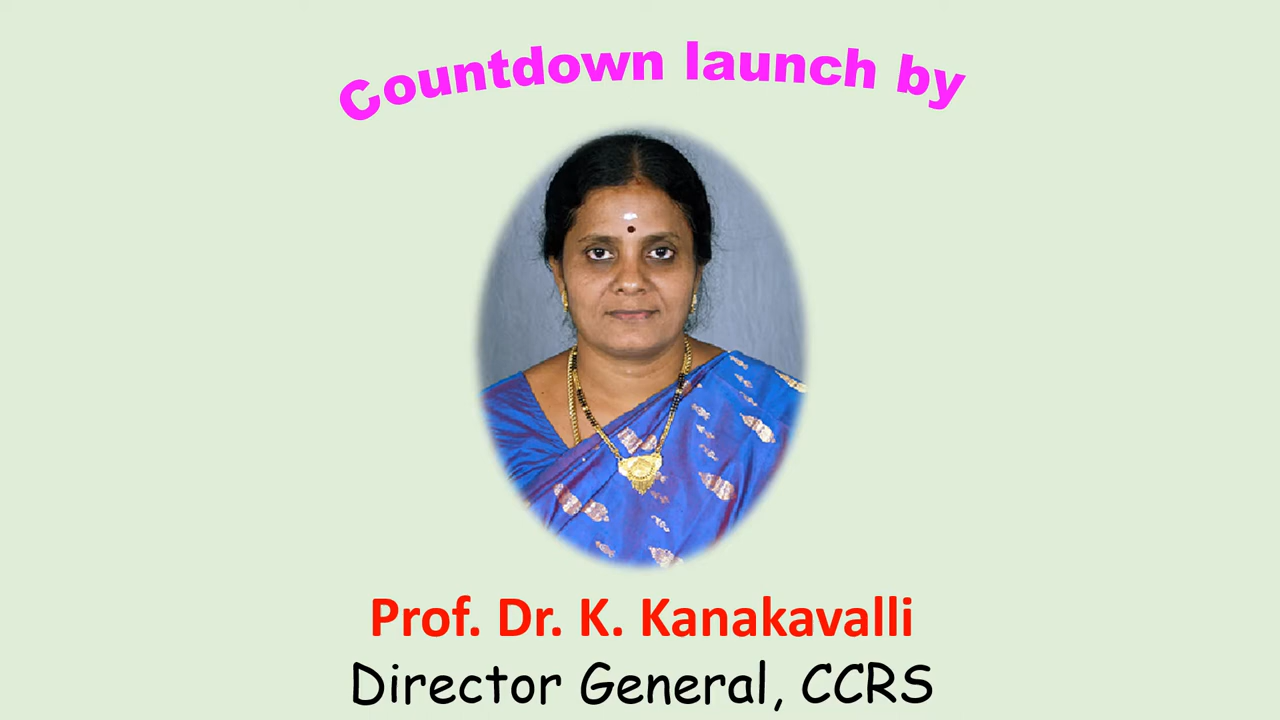 Countdown launch by
Prof. Dr. K. Kanakavalli
Director General, CCRS